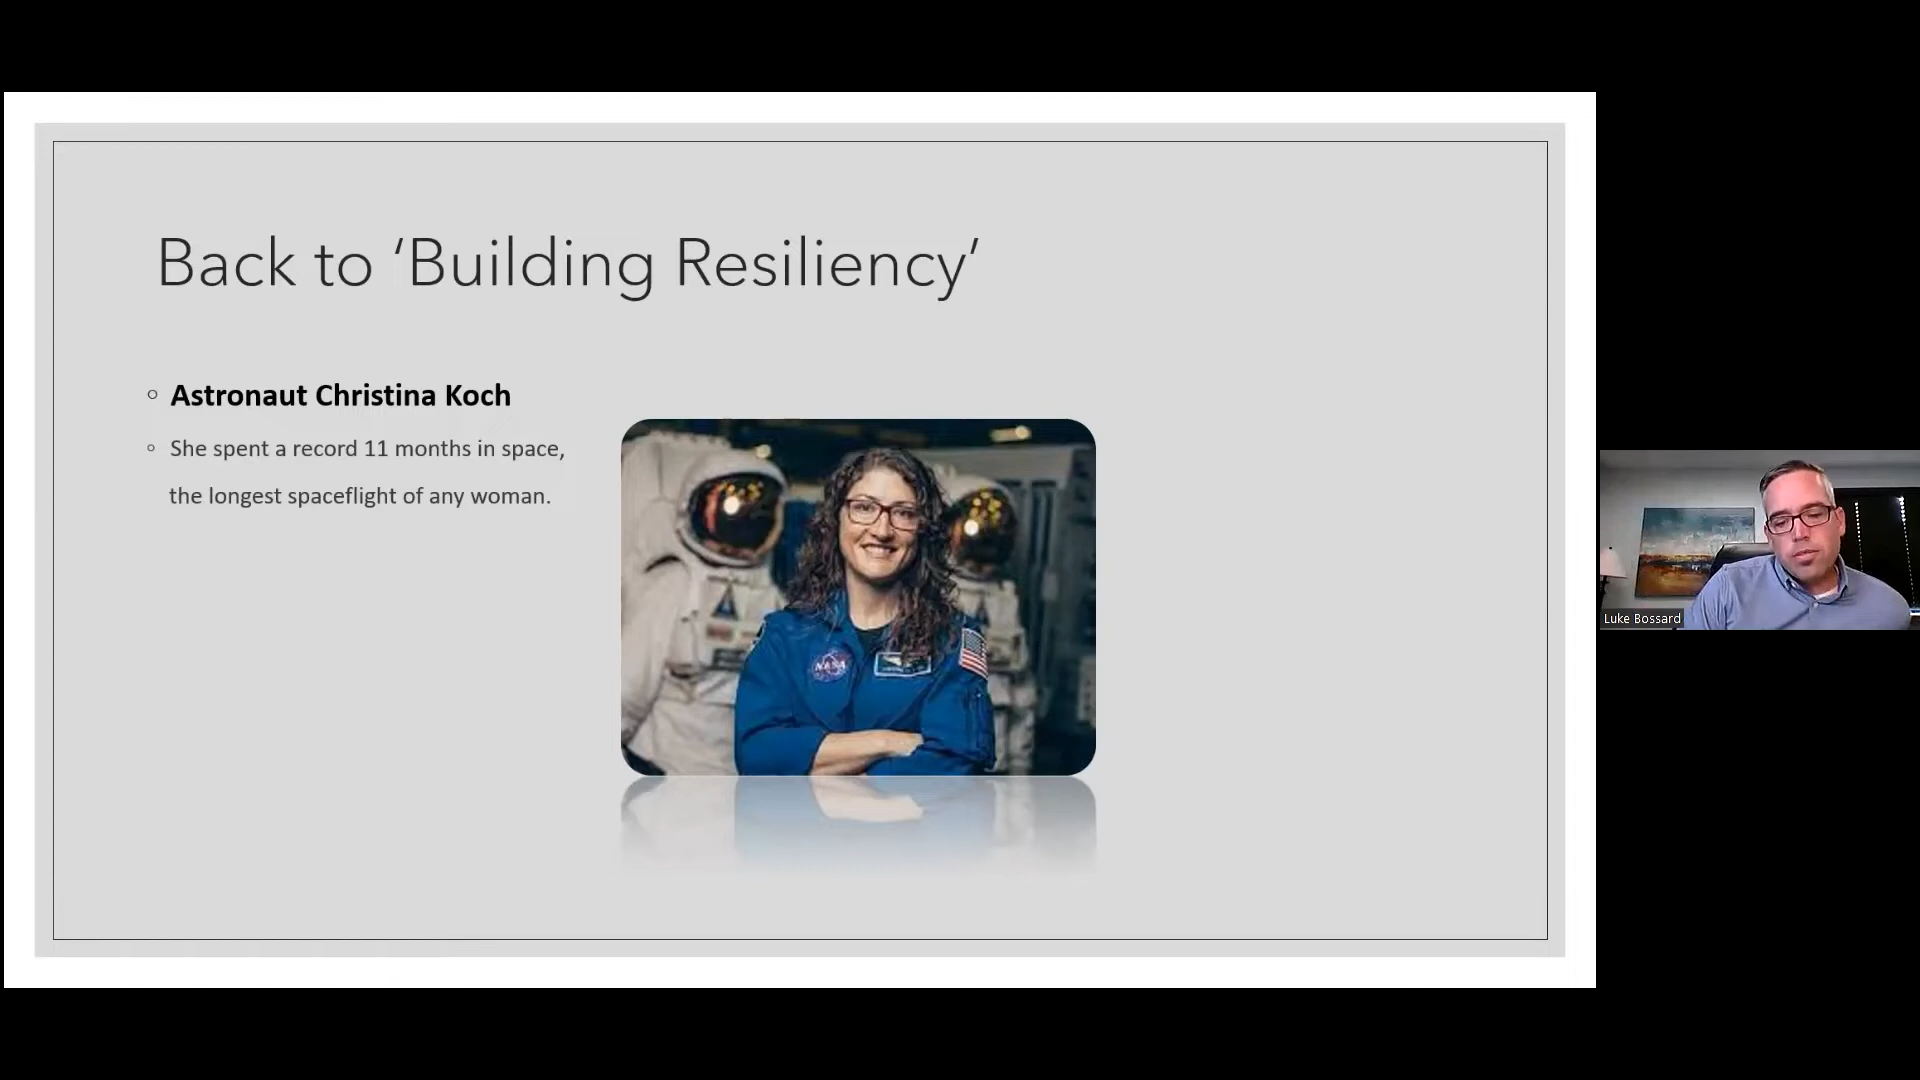 Back to ‘Building Resiliency’
Astronaut Christina Koch
She spent a record 11 months in space,
the longest spaceflight of any woman.
NASA
Luke Bossard